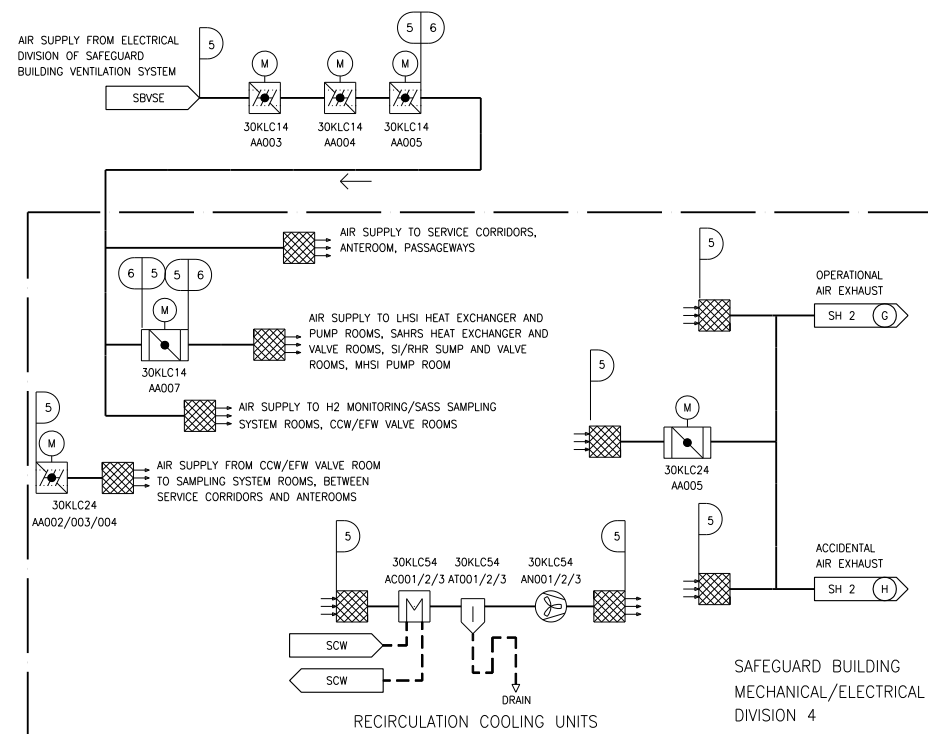 AIR SUPPLY FROM ELECTRICAL
DIVISION OF SAFEGUARD
BUILDING VENTILATION SYSTEM
5
5 6
SBVSE
M
M
M
30KLC14
AA003
30KLC14
AA004
30KLC14
AA005
AIR SUPPLY TO SERVICE CORRIDORS,
ANTEROOM, PASSAGEWAYS
6 5
5 6
M
30KLC14
AA007
AIR SUPPLY TO LHSI HEAT EXCHANGER AND
PUMP ROOMS, SAHRS HEAT EXCHANGER AND
VALVE ROOMS, SI/RHR SUMP AND VALVE
ROOMS, MHSI PUMP ROOM
AIR SUPPLY TO H2 MONITORING/SASS SAMPLING
SYSTEM ROOMS, CCW/EFW VALVE ROOMS
5
M
30KLC24
AA002/003/004
AIR SUPPLY FROM CCW/EFW VALVE ROOM
TO SAMPLING SYSTEM ROOMS, BETWEEN
SERVICE CORRIDORS AND ANTEROOMS
5
OPERATIONAL
AIR EXHAUST
SH 2 G
5
M
30KLC24
AA005
5
ACCIDENTAL
AIR EXHAUST
SH 2 H
5
30KLC54
AC001/2/3
30KLC54
AT001/2/3
30KLC54
AN001/2/3
5
SCW
SCW
DRAIN
RECIRCULATION COOLING UNITS
SAFEGUARD BUILDING
MECHANICAL/ELECTRICAL
DIVISION 4